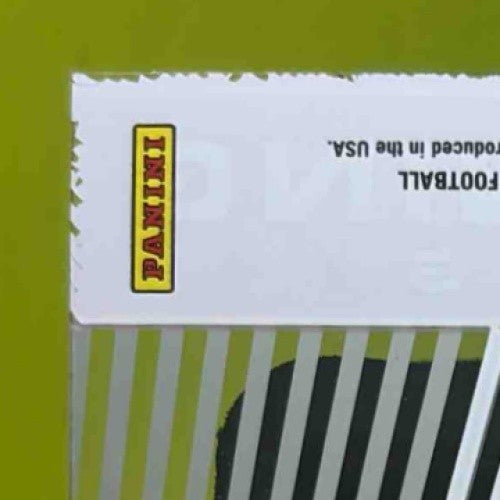 PANINI
FOOTBALL
roduced in the USA.